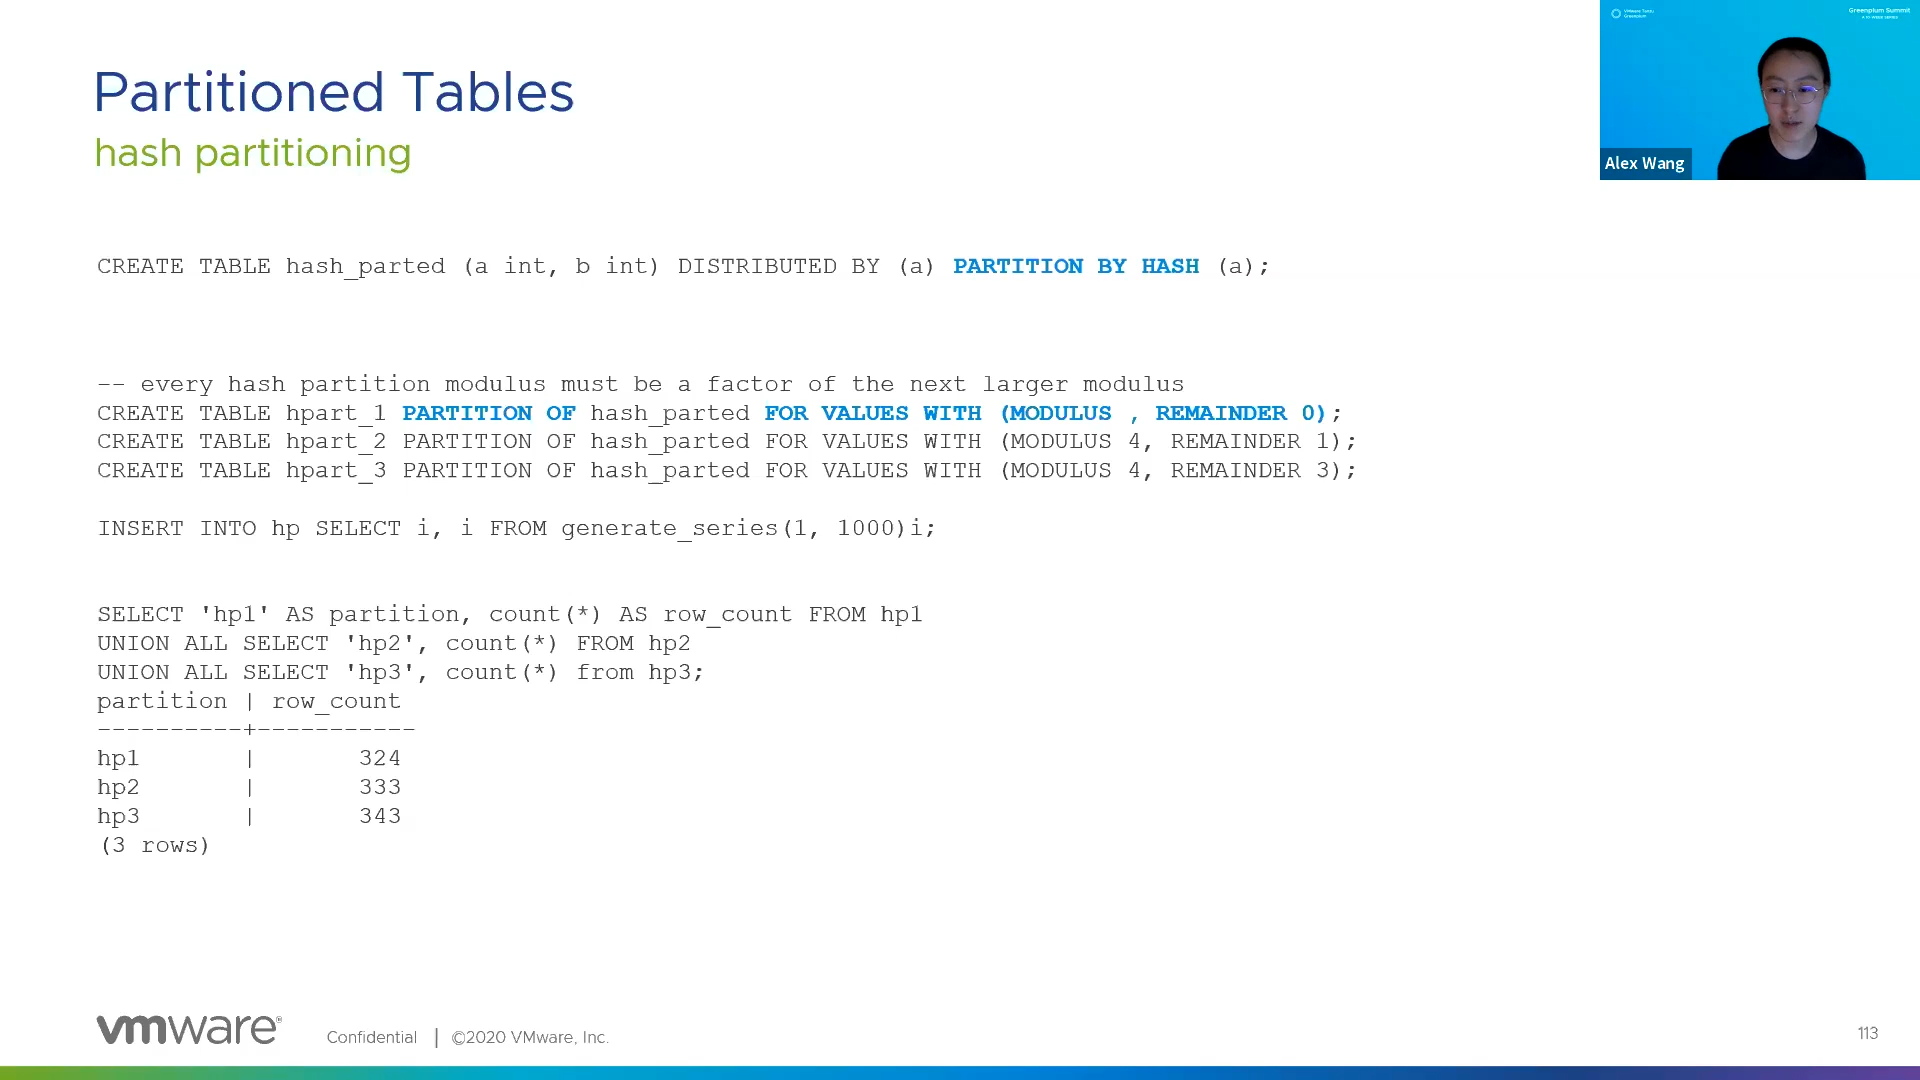 Partitioned Tables
hash partitioning
VMware Tanzu
Greenplum
Greenplum Summit
Alex Wang
CREATE TABLE hash_parted (a int, b int) DISTRIBUTED BY (a) PARTITION BY HASH (a);
-- every hash partition modulus must be a factor of the next larger modulus
CREATE TABLE hpart_1 PARTITION OF hash_parted FOR VALUES WITH (MODULUS , REMAINDER 0);
CREATE TABLE hpart_2 PARTITION OF hash_parted FOR VALUES WITH (MODULUS 4, REMAINDER 1);
CREATE TABLE hpart_3 PARTITION OF hash_parted FOR VALUES WITH (MODULUS 4, REMAINDER 3);
INSERT INTO hp SELECT i, i FROM generate_series(1, 1000)i;
SELECT 'hp1' AS partition, count(*) AS row_count FROM hp1
UNION ALL SELECT 'hp2', count(*) FROM hp2
UNION ALL SELECT 'hp3', count(*) from hp3;
partition | row_count
----------+-----------
hp1 | 324
hp2 | 333
hp3 | 343
(3 rows)
vmware®
Confidential | ©2020 VMware, Inc.
113